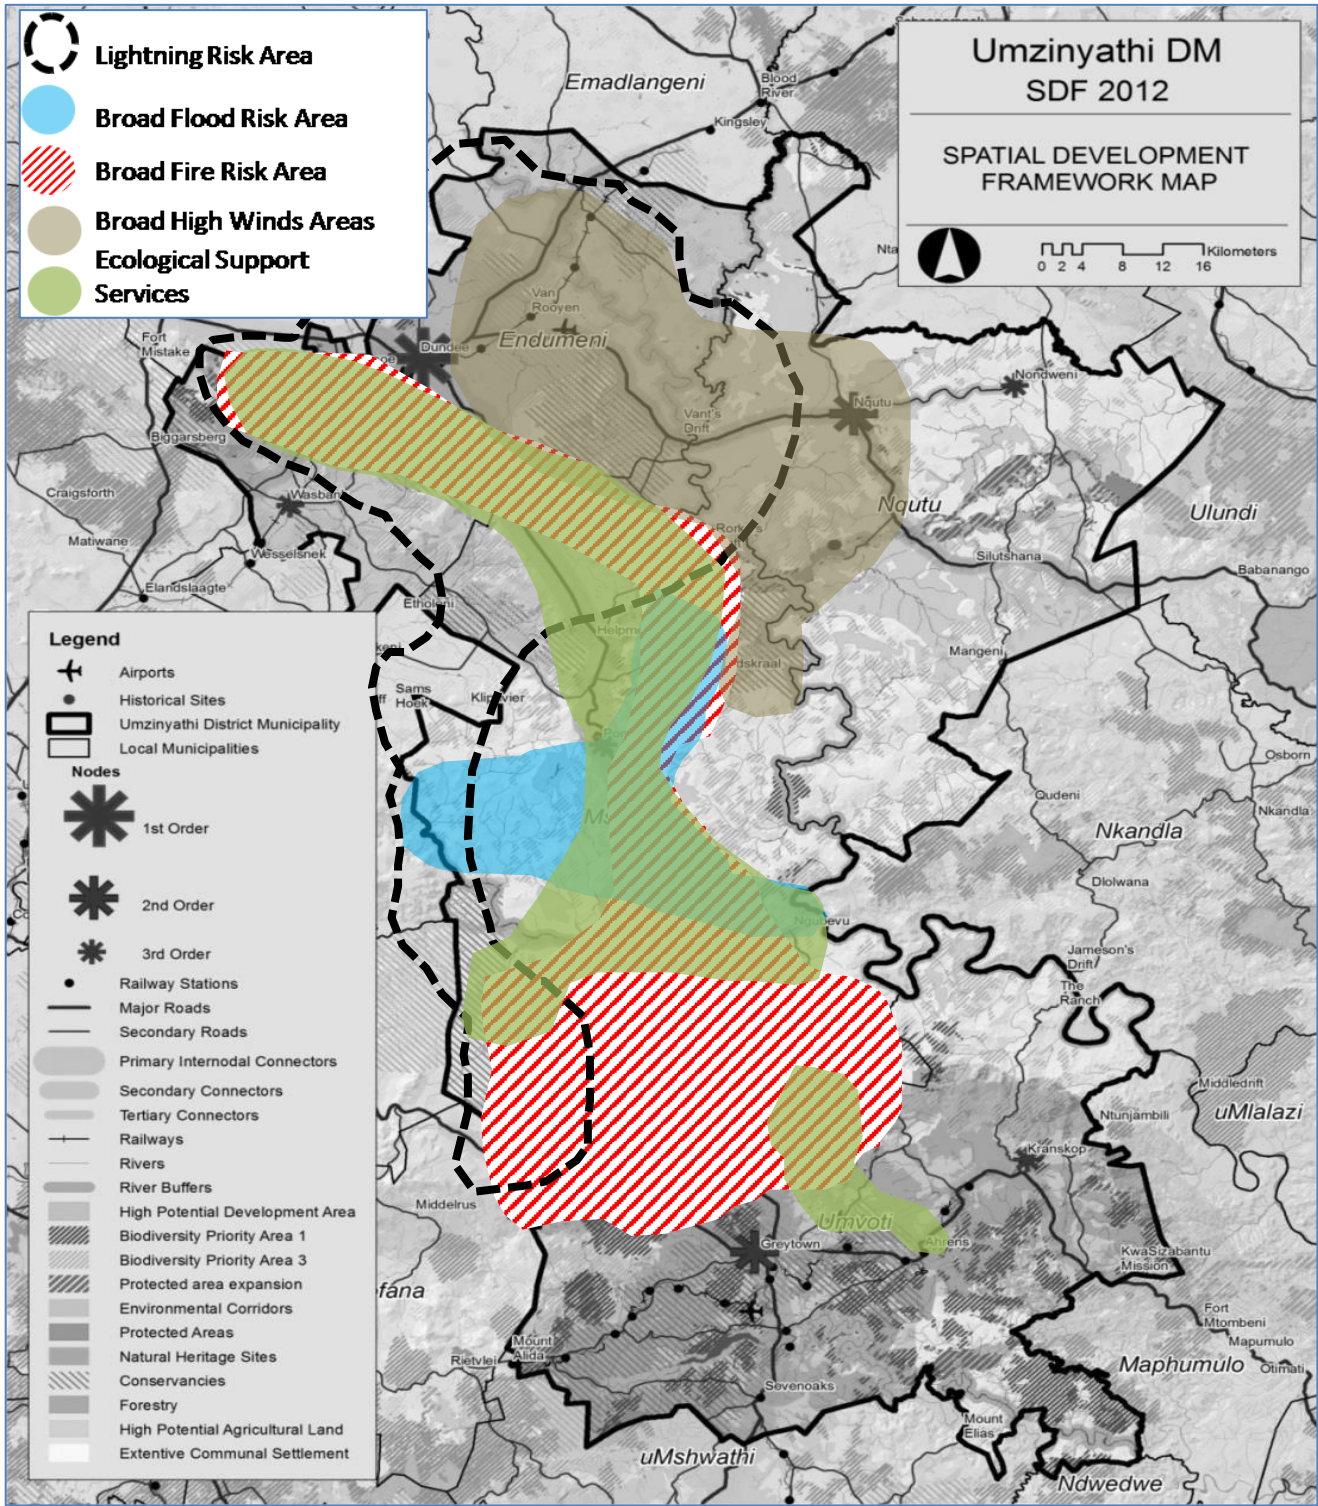 Lightning Risk Area
Broad Flood Risk Area
Broad Fire Risk Area
Broad High Winds Areas
Ecological Support
Services
Umzinyathi DM
SDF 2012
SPATIAL DEVELOPMENT
FRAMEWORK MAP
Kilometers
0 2 4 8 12 16
Emadlangeni
Blood
River
Kingsley
Van
Rooyen
Endumeni
Dundee
Fort
Mistake
Biggarsberg
Nondweni
Nqutu
Vant's
Drift
Craigsforth
Wasban
Nqutu
Ulundi
Matiwane
Wesselsnek
Silutshana
Babanango
Elandslaagte
Etholeni
Mangeni
Sams
Hoek
Osborn
Qudeni
Nkandla
Nkandla
Dlolwana
Jameson's
Drift
The
Ranch
Middledrift
uMlalazi
Ntunjambili
Kranskop
Middelrus
Umvoti
Greytown
Ahrens
KwaSizabantu
Mission
Fort
Mtombeni
Mapumulo
Mount
Alida
Rietvlei
Maphumulo
Otimati
Sevenoaks
Mount
Elias
uMshwathi
Ndwedwe
Legend
Airports
Historical Sites
Umzinyathi District Municipality
Local Municipalities
Nodes
1st Order
2nd Order
3rd Order
Railway Stations
Major Roads
Secondary Roads
Primary Internodal Connectors
Secondary Connectors
Tertiary Connectors
Railways
Rivers
River Buffers
High Potential Development Area
Biodiversity Priority Area 1
Biodiversity Priority Area 3
Protected area expansion
Environmental Corridors
Protected Areas
Natural Heritage Sites
Conservancies
Forestry
High Potential Agricultural Land
Extentive Communal Settlement